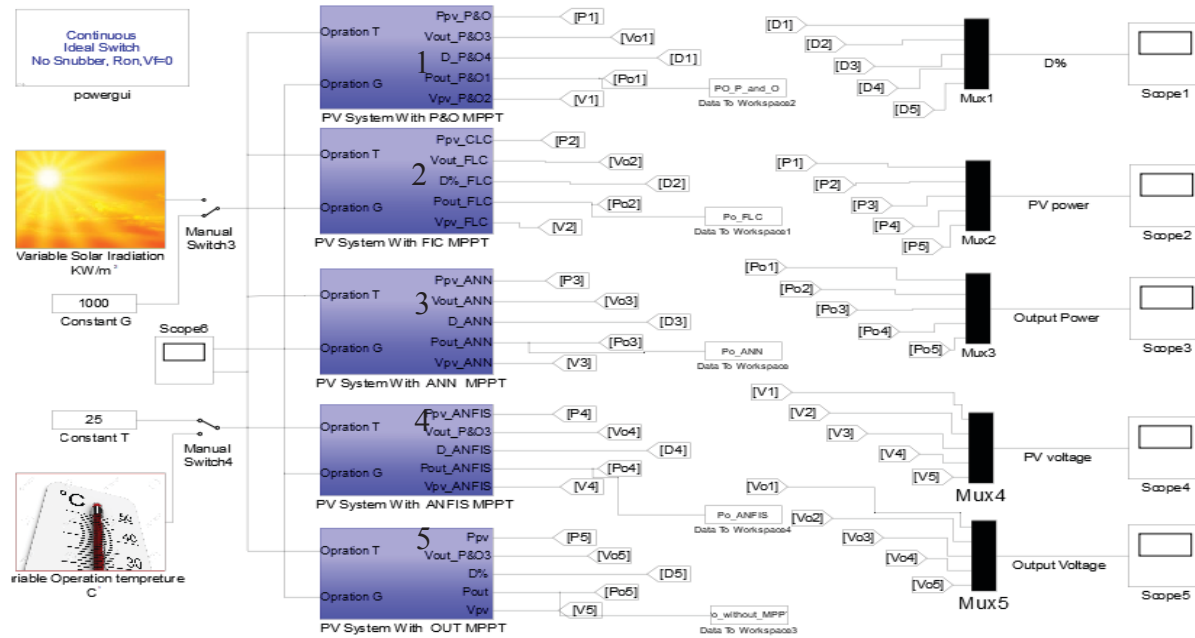 Continuous
Ideal Switch
No Snubber, Ron,Vf=0
powergui
Variable Solar Iradiation
KW/m²
1000
Constant G
Manual
Switch3
Scope6
25
Constant T
Manual
Switch4
°C
50
30
riable Operation tempreture
C°
Opration T
Opration G
1
Ppv_P&O
Vout_P&O3
D_P&O4
Pout_P&O1
Vpv_P&O2
PV System With P&O MPPT
[P1]
[Vo1]
[D1]
[Po1]
[V1]
PO_P_and_O
Data To Workspace2
Opration T
Opration G
2
Ppv_CLC
Vout_FLC
D%_FLC
Pout_FLC
Vpv_FLC
PV System With FIC MPPT
[P2]
[Vo2]
[D2]
[Po2]
[V2]
Po_FLC
Data To Workspace1
Opration T
Opration G
3
Ppv_ANN
Vout_ANN
D_ANN
Pout_ANN
Vpv_ANN
PV System With ANN MPPT
[P3]
[Vo3]
[D3]
[Po3]
[V3]
Po_ANN
Data To Workspace
Opration T
Opration G
4
Ppv_ANFIS
Vout_P&O3
D_ANFIS
Pout_ANFIS
Vpv_ANFIS
PV System With ANFIS MPPT
[P4]
[Vo4]
[D4]
[Po4]
[V4]
Po_ANFIS
Data To Workspace4
Opration T
Opration G
5
Ppv
Vout_P&O3
D%
Pout
Vpv
PV System With OUT MPPT
[P5]
[Vo5]
[D5]
[Po5]
[V5]
o_without_MPP
Data To Workspace3
[D1]
[D2]
[D3]
[D4]
[D5]
Mux1
D%
Scope1
[P1]
[P2]
[P3]
[P4]
[P5]
Mux2
PV power
Scope2
[Po1]
[Po2]
[Po3]
[Po4]
[Po5]
Mux3
Output Power
Scope3
[V1]
[V2]
[V3]
[V4]
[V5]
Mux4
PV voltage
Scope4
[Vo1]
[Vo2]
[Vo3]
[Vo4]
[Vo5]
Mux5
Output Voltage
Scope5